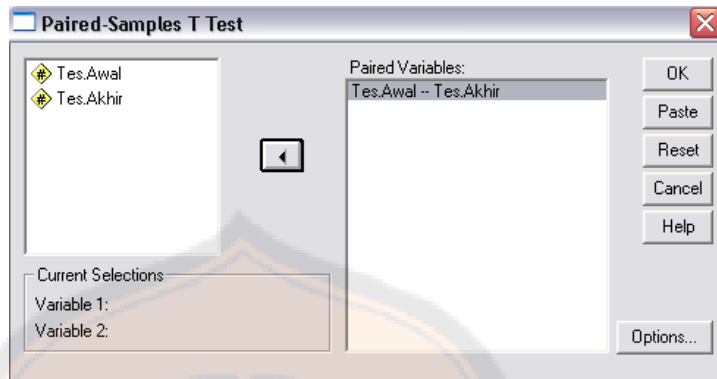 Paired-Samples T Test
Tes.Awal
Tes.Akhir
Paired Variables:
Tes.Awal -- Tes.Akhir
OK
Paste
Reset
Cancel
Help
Current Selections
Variable 1:
Variable 2:
Options...